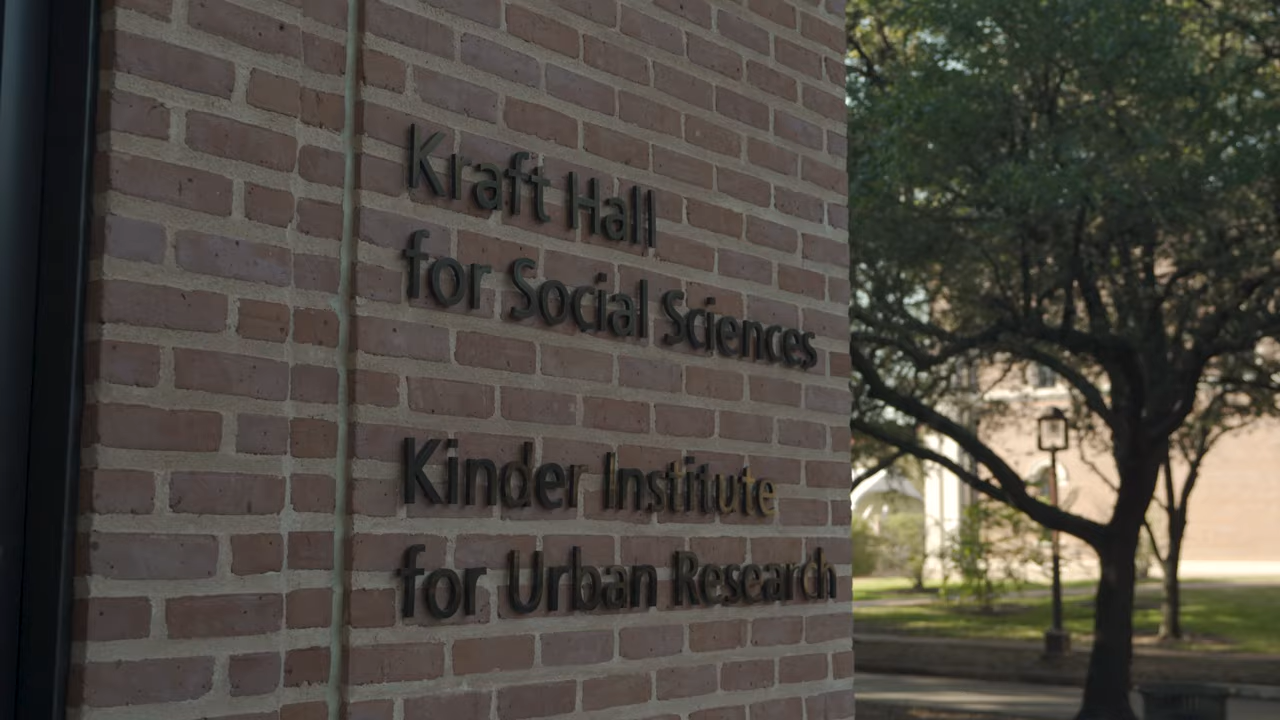 Kraft Hall
for Social Sciences
Kinder Institute
for Urban Research